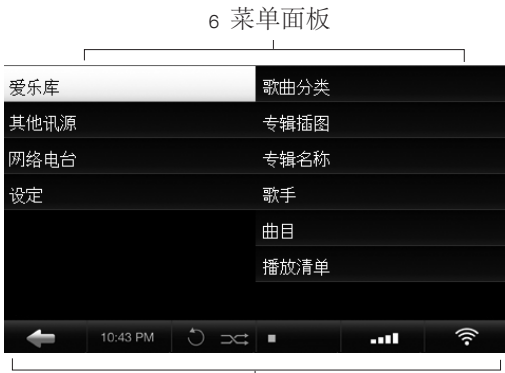 6 菜单面板
爱乐库
其他讯源
网络电台
设定
歌曲分类
专辑插图
专辑名称
歌手
曲目
播放清单
10:43 PM